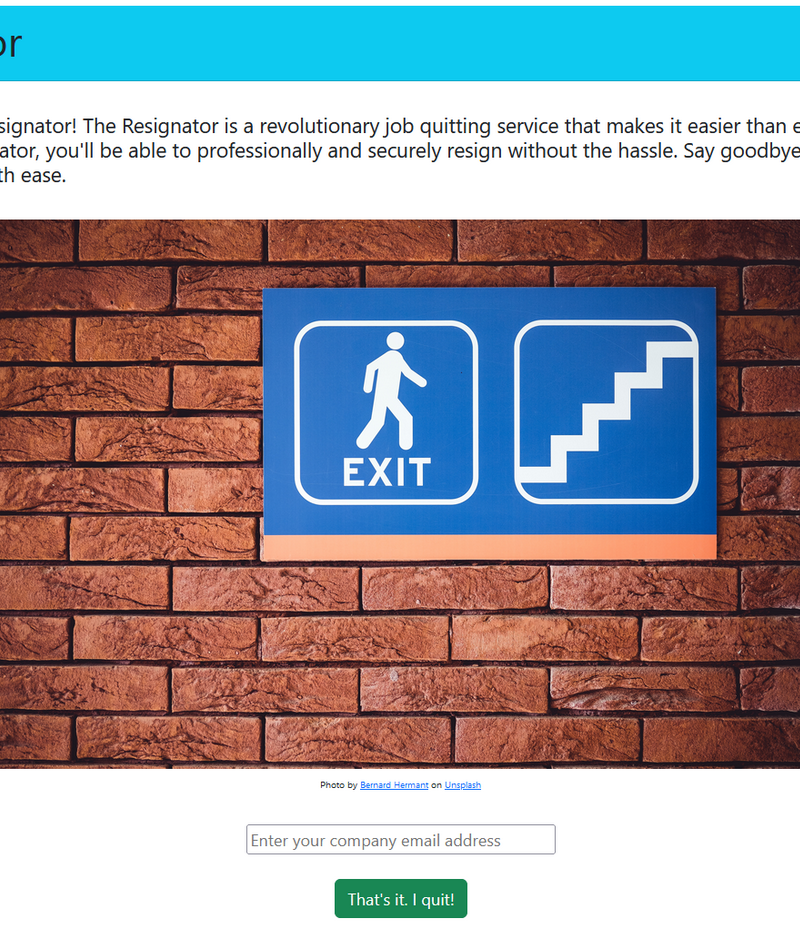 or
signator! The Resignator is a revolutionary job quitting service that makes it easier than e
ator, you'll be able to professionally and securely resign without the hassle. Say goodbye
th ease.
EXIT
Photo by Bernard Hermant on Unsplash
Enter your company email address
That's it. I quit!